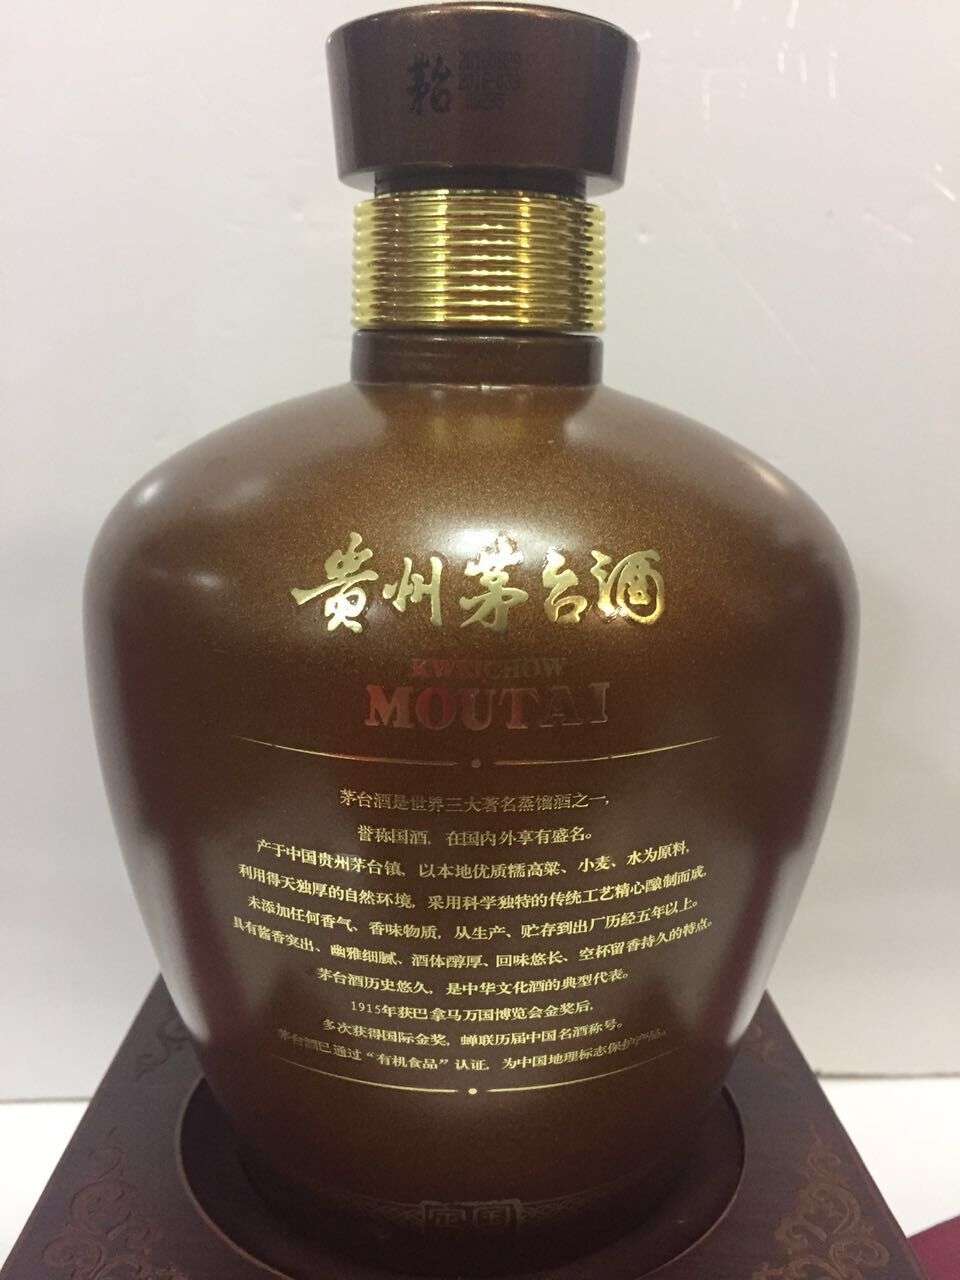 茅台
贵州茅台酒
KWEICHOW
MOUTAI
茅台酒是世界三大著名蒸馏酒之一，
誉称国酒，在国内外享有盛名。
产于中国贵州茅台镇，以本地优质糯高粱、小麦、水为原料，
利用得天独厚的自然环境，采用科学独特的传统工艺精心酿制而成，
未添加任何香气、香味物质，从生产、贮存到出厂历经五年以上。
具有酱香突出、幽雅细腻、酒体醇厚、回味悠长、空杯留香持久的特点。
茅台酒历史悠久，是中华文化酒的典型代表。
1915年获巴拿马万国博览会金奖后，
多次获得国际金奖，蝉联历届中国名酒称号。
茅台酒已通过“有机食品”认证，为中国地理标志保护产品。